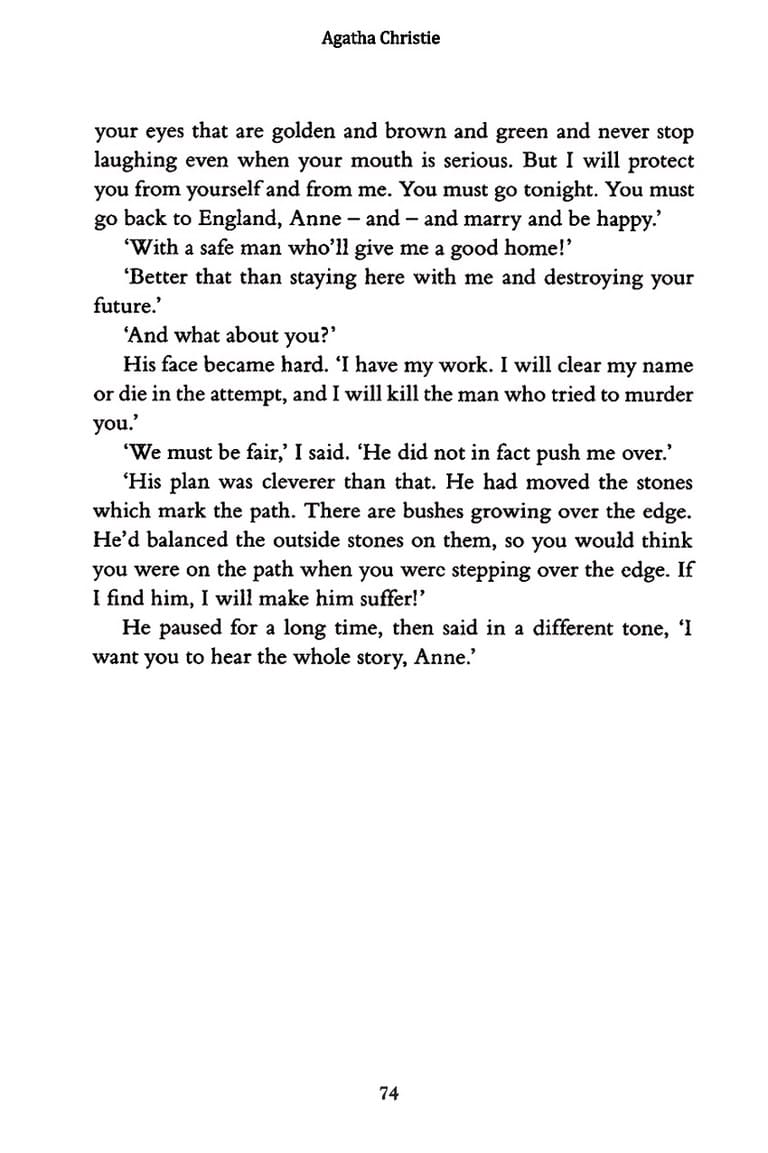 Agatha Christie
your eyes that are golden and brown and green and never stop
laughing even when your mouth is serious. But I will protect
you from yourself and from me. You must go tonight. You must
go back to England, Anne – and – and marry and be happy.’
‘With a safe man who’ll give me a good home!’
‘Better that than staying here with me and destroying your
future.’
‘And what about you?’
His face became hard. ‘I have my work. I will clear my name
or die in the attempt, and I will kill the man who tried to murder
you.’
‘We must be fair,’ I said. ‘He did not in fact push me over.’
‘His plan was cleverer than that. He had moved the stones
which mark the path. There are bushes growing over the edge.
He’d balanced the outside stones on them, so you would think
you were on the path when you were stepping over the edge. If
I find him, I will make him suffer!’
He paused for a long time, then said in a different tone, ‘I
want you to hear the whole story, Anne.’
74